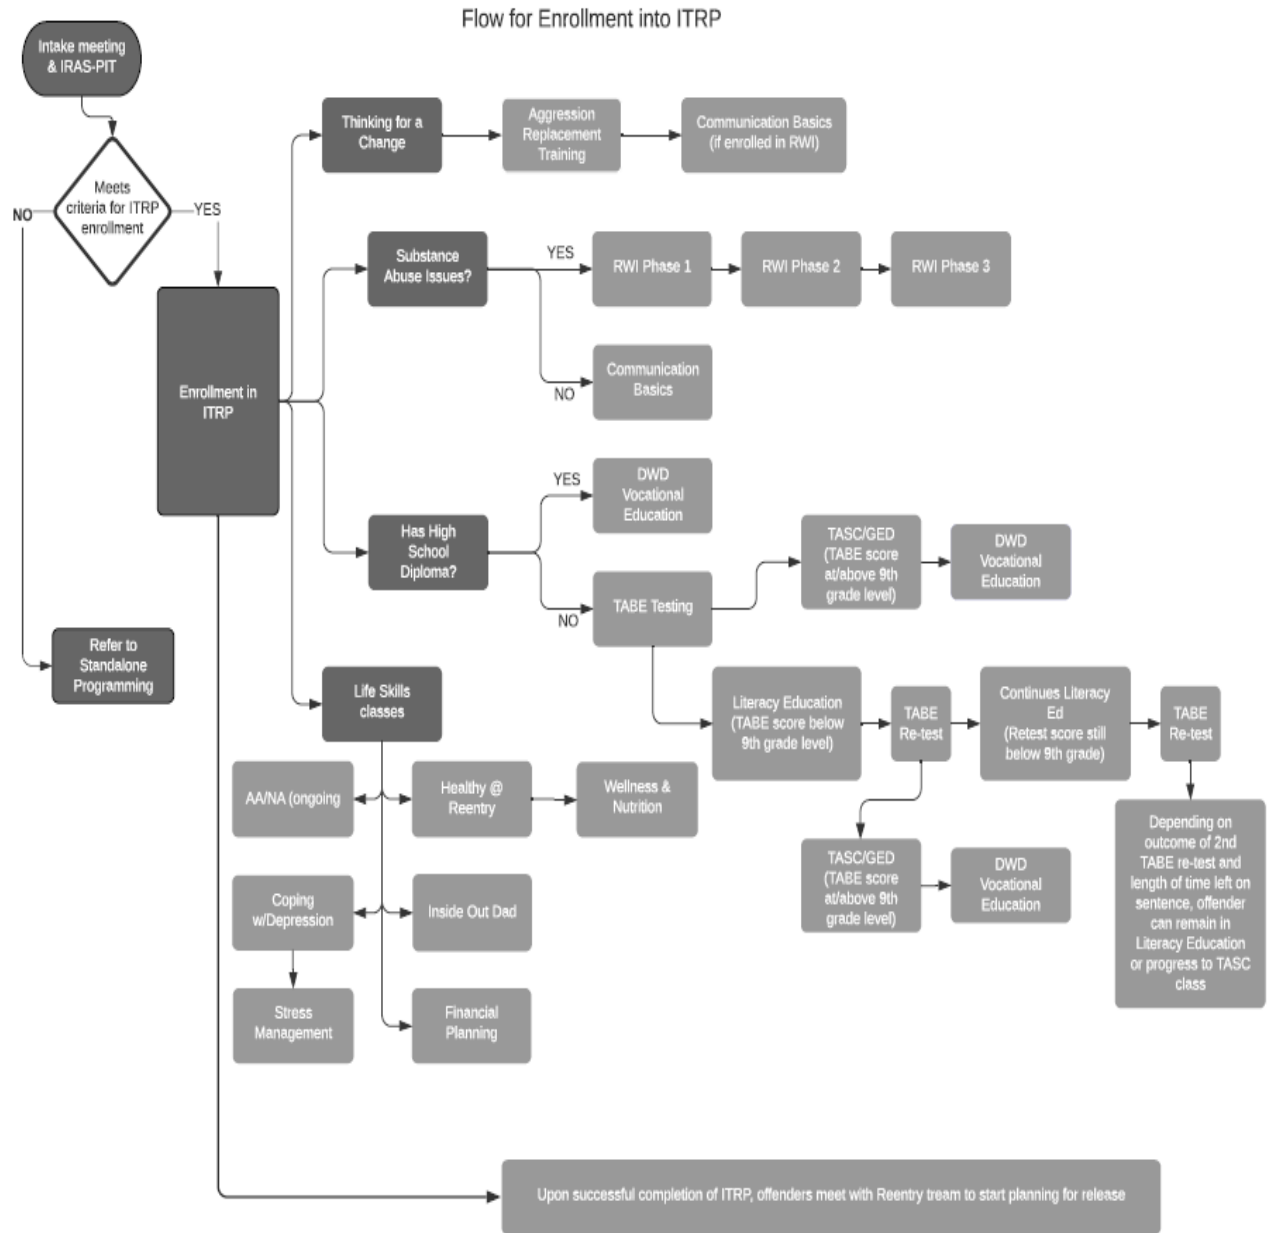 Flow for Enrollment into ITRP
Intake meeting
& IRAS-PIT
Meets
criteria for ITRP
enrollment
NO
YES
Enrollment in
ITRP
Refer to
Standalone
Programming
Thinking for a
Change
Aggression
Replacement
Training
Communication Basics
(if enrolled in RWI)
Substance
Abuse Issues?
YES
RWI Phase 1
RWI Phase 2
RWI Phase 3
NO
Communication
Basics
Has High
School
Diploma?
YES
DWD
Vocational
Education
NO
TABE Testing
TASC/GED
(TABE score
at/above 9th
grade level)
DWD
Vocational
Education
Literacy Education
(TABE score below
9th grade level)
TABE
Re-test
Continues Literacy
Ed
(Retest score still
below 9th grade)
TABE
Re-test
TASC/GED
(TABE score
at/above 9th
grade level)
DWD
Vocational
Education
Depending on
outcome of 2nd
TABE re-test and
length of time left on
sentence, offender
can remain in
Literacy Education
or progress to TASC
class
Life Skills
classes
AA/NA (ongoing
Healthy @
Reentry
Wellness &
Nutrition
Coping
w/Depression
Inside Out Dad
Stress
Management
Financial
Planning
Upon successful completion of ITRP, offenders meet with Reentry tream to start planning for release